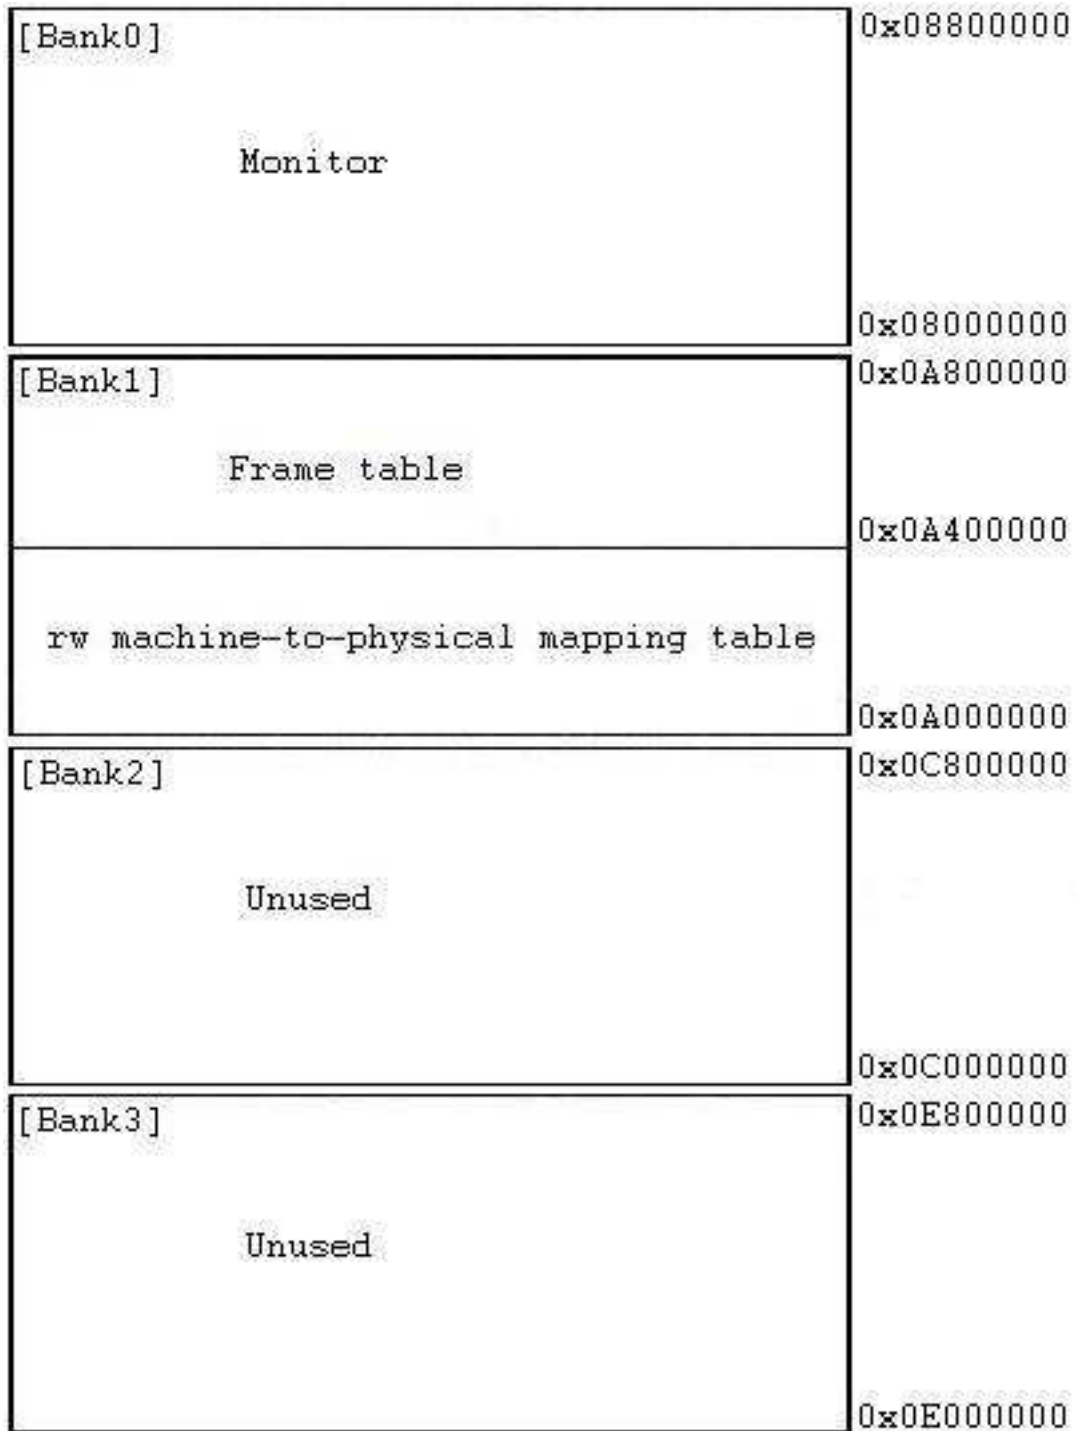 [Bank0]
0x08800000
Monitor
0x08000000
[Bank1]
0x0A800000
Frame table
0x0A400000
rw machine-to-physical mapping table
0x0A000000
[Bank2]
0x0C800000
Unused
0x0C000000
[Bank3]
0x0E800000
Unused
0x0E000000